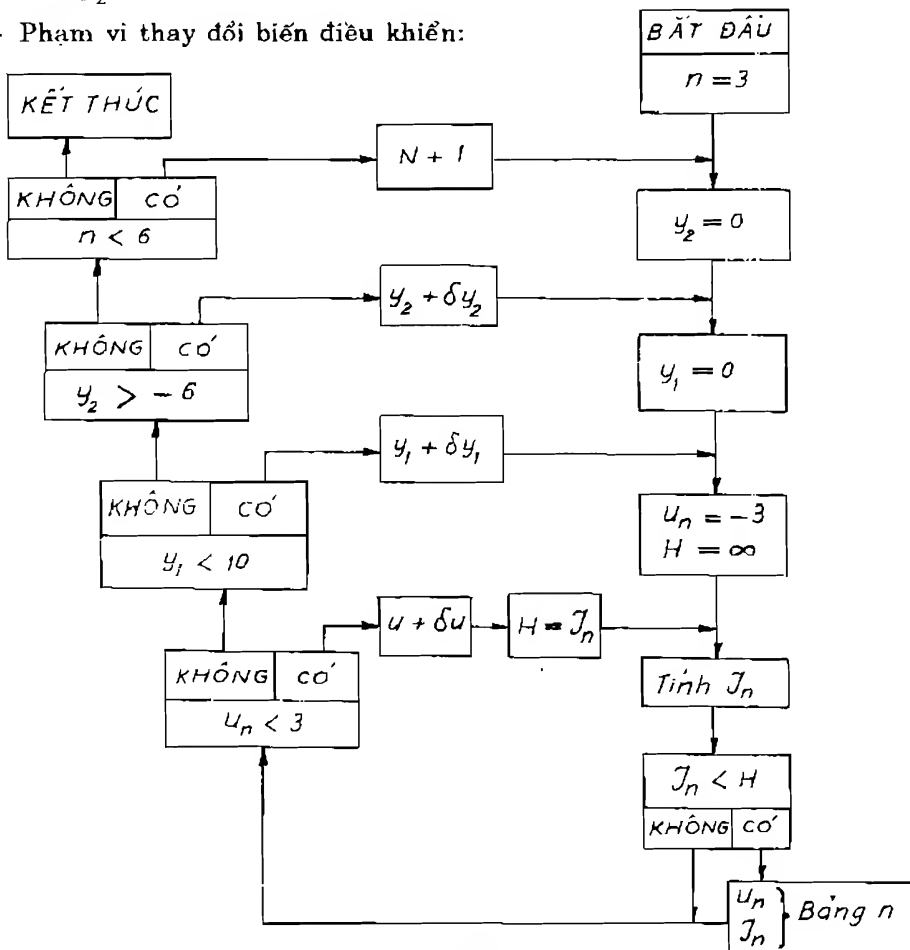 - Phạm vi thay đổi biến điều khiển:
BẮT ĐẦU
n = 3
KẾT THÚC
N + 1
KHÔNG CÓ
n < 6
y₂ = 0
y₂ + δy₂
KHÔNG CÓ
y₂ > - 6
y₁ = 0
y₁ + δy₁
KHÔNG CÓ
y₁ < 10
uₙ = -3
H = ∞
u + δu
H = Jₙ
KHÔNG CÓ
uₙ < 3
Tính Jₙ
Jₙ < H
KHÔNG CÓ
uₙ
Jₙ } Bảng n